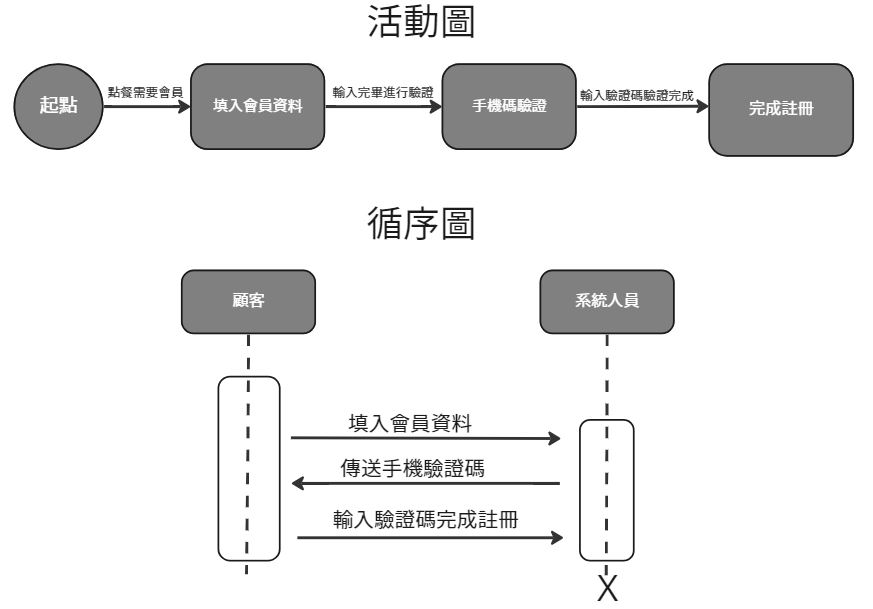 活動圖
起點
點餐需要會員
填入會員資料
輸入完畢進行驗證
手機碼驗證
輸入驗證碼驗證完成
完成註冊
循序圖
顧客
系統人員
填入會員資料
傳送手機驗證碼
輸入驗證碼完成註冊
X